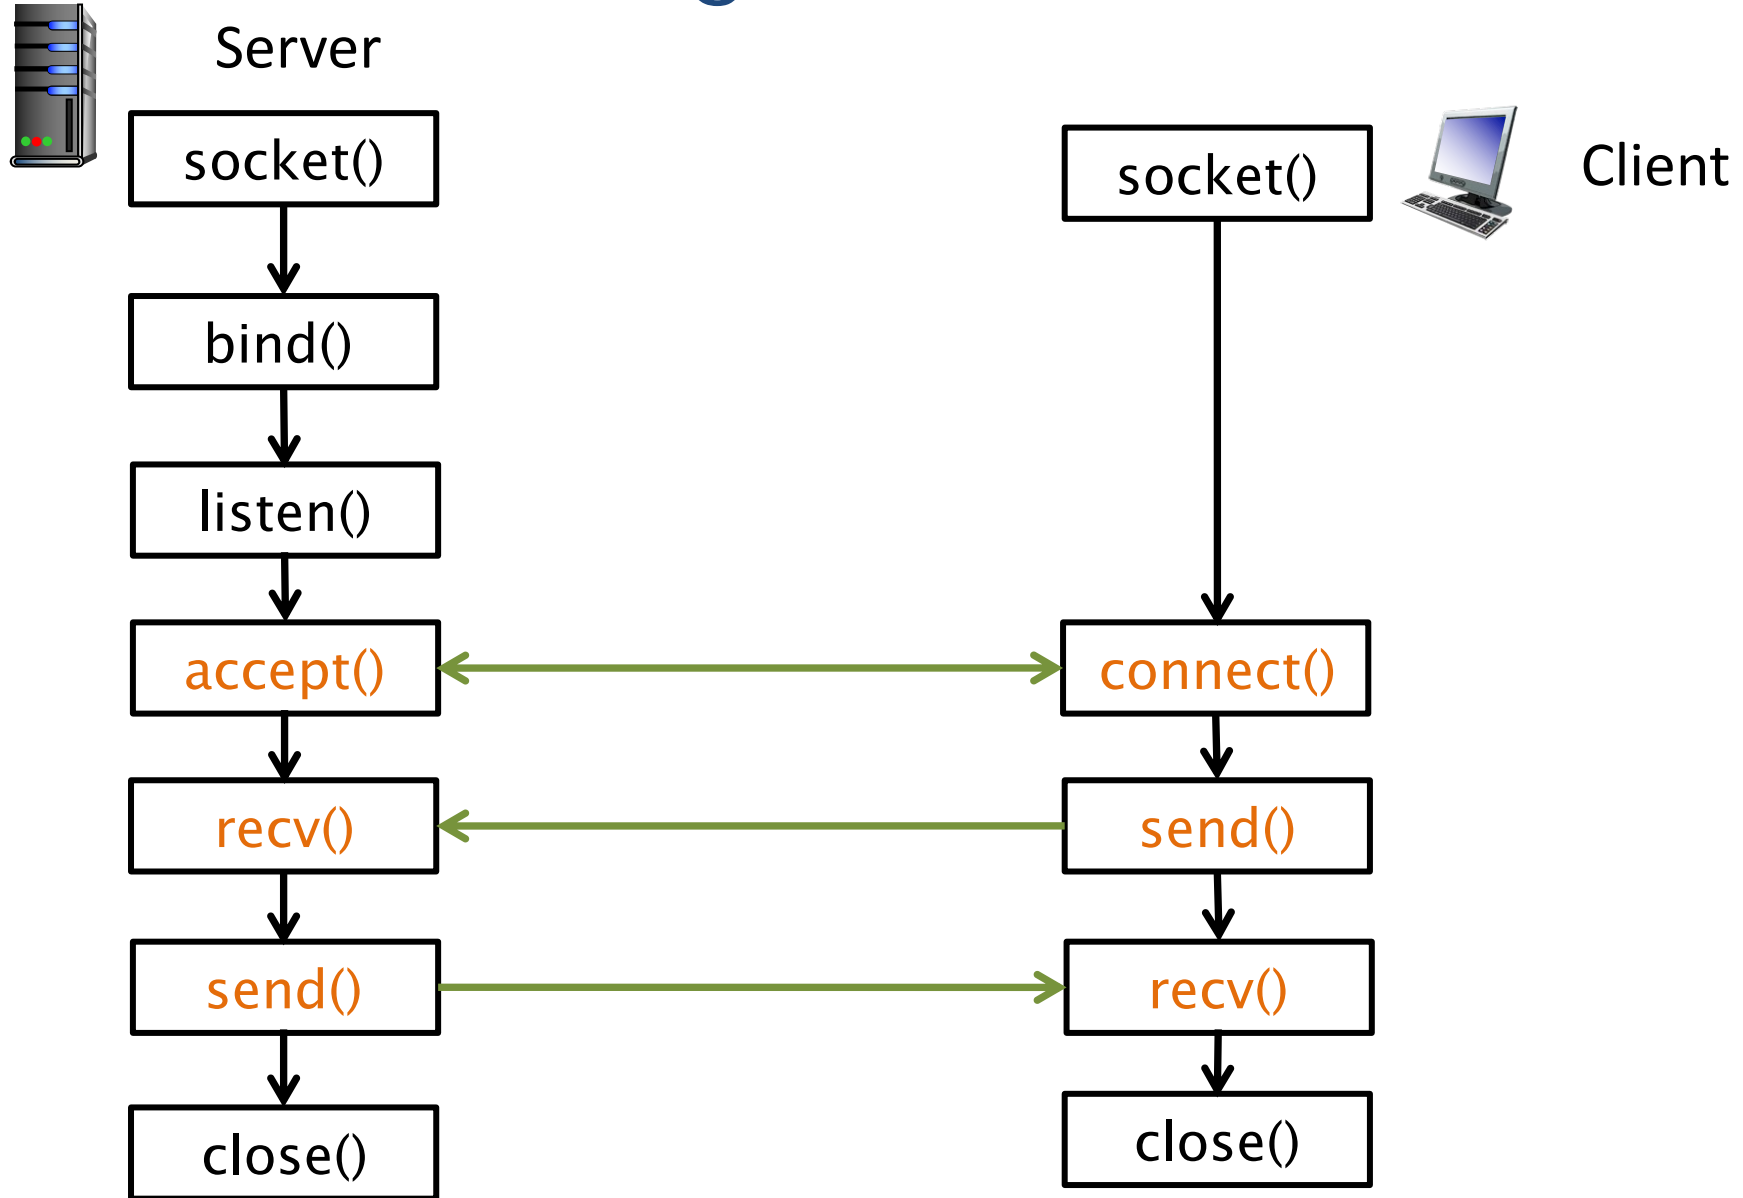 Server
socket()
bind()
listen()
accept()
recv()
send()
close()
Client
socket()
connect()
send()
recv()
close()